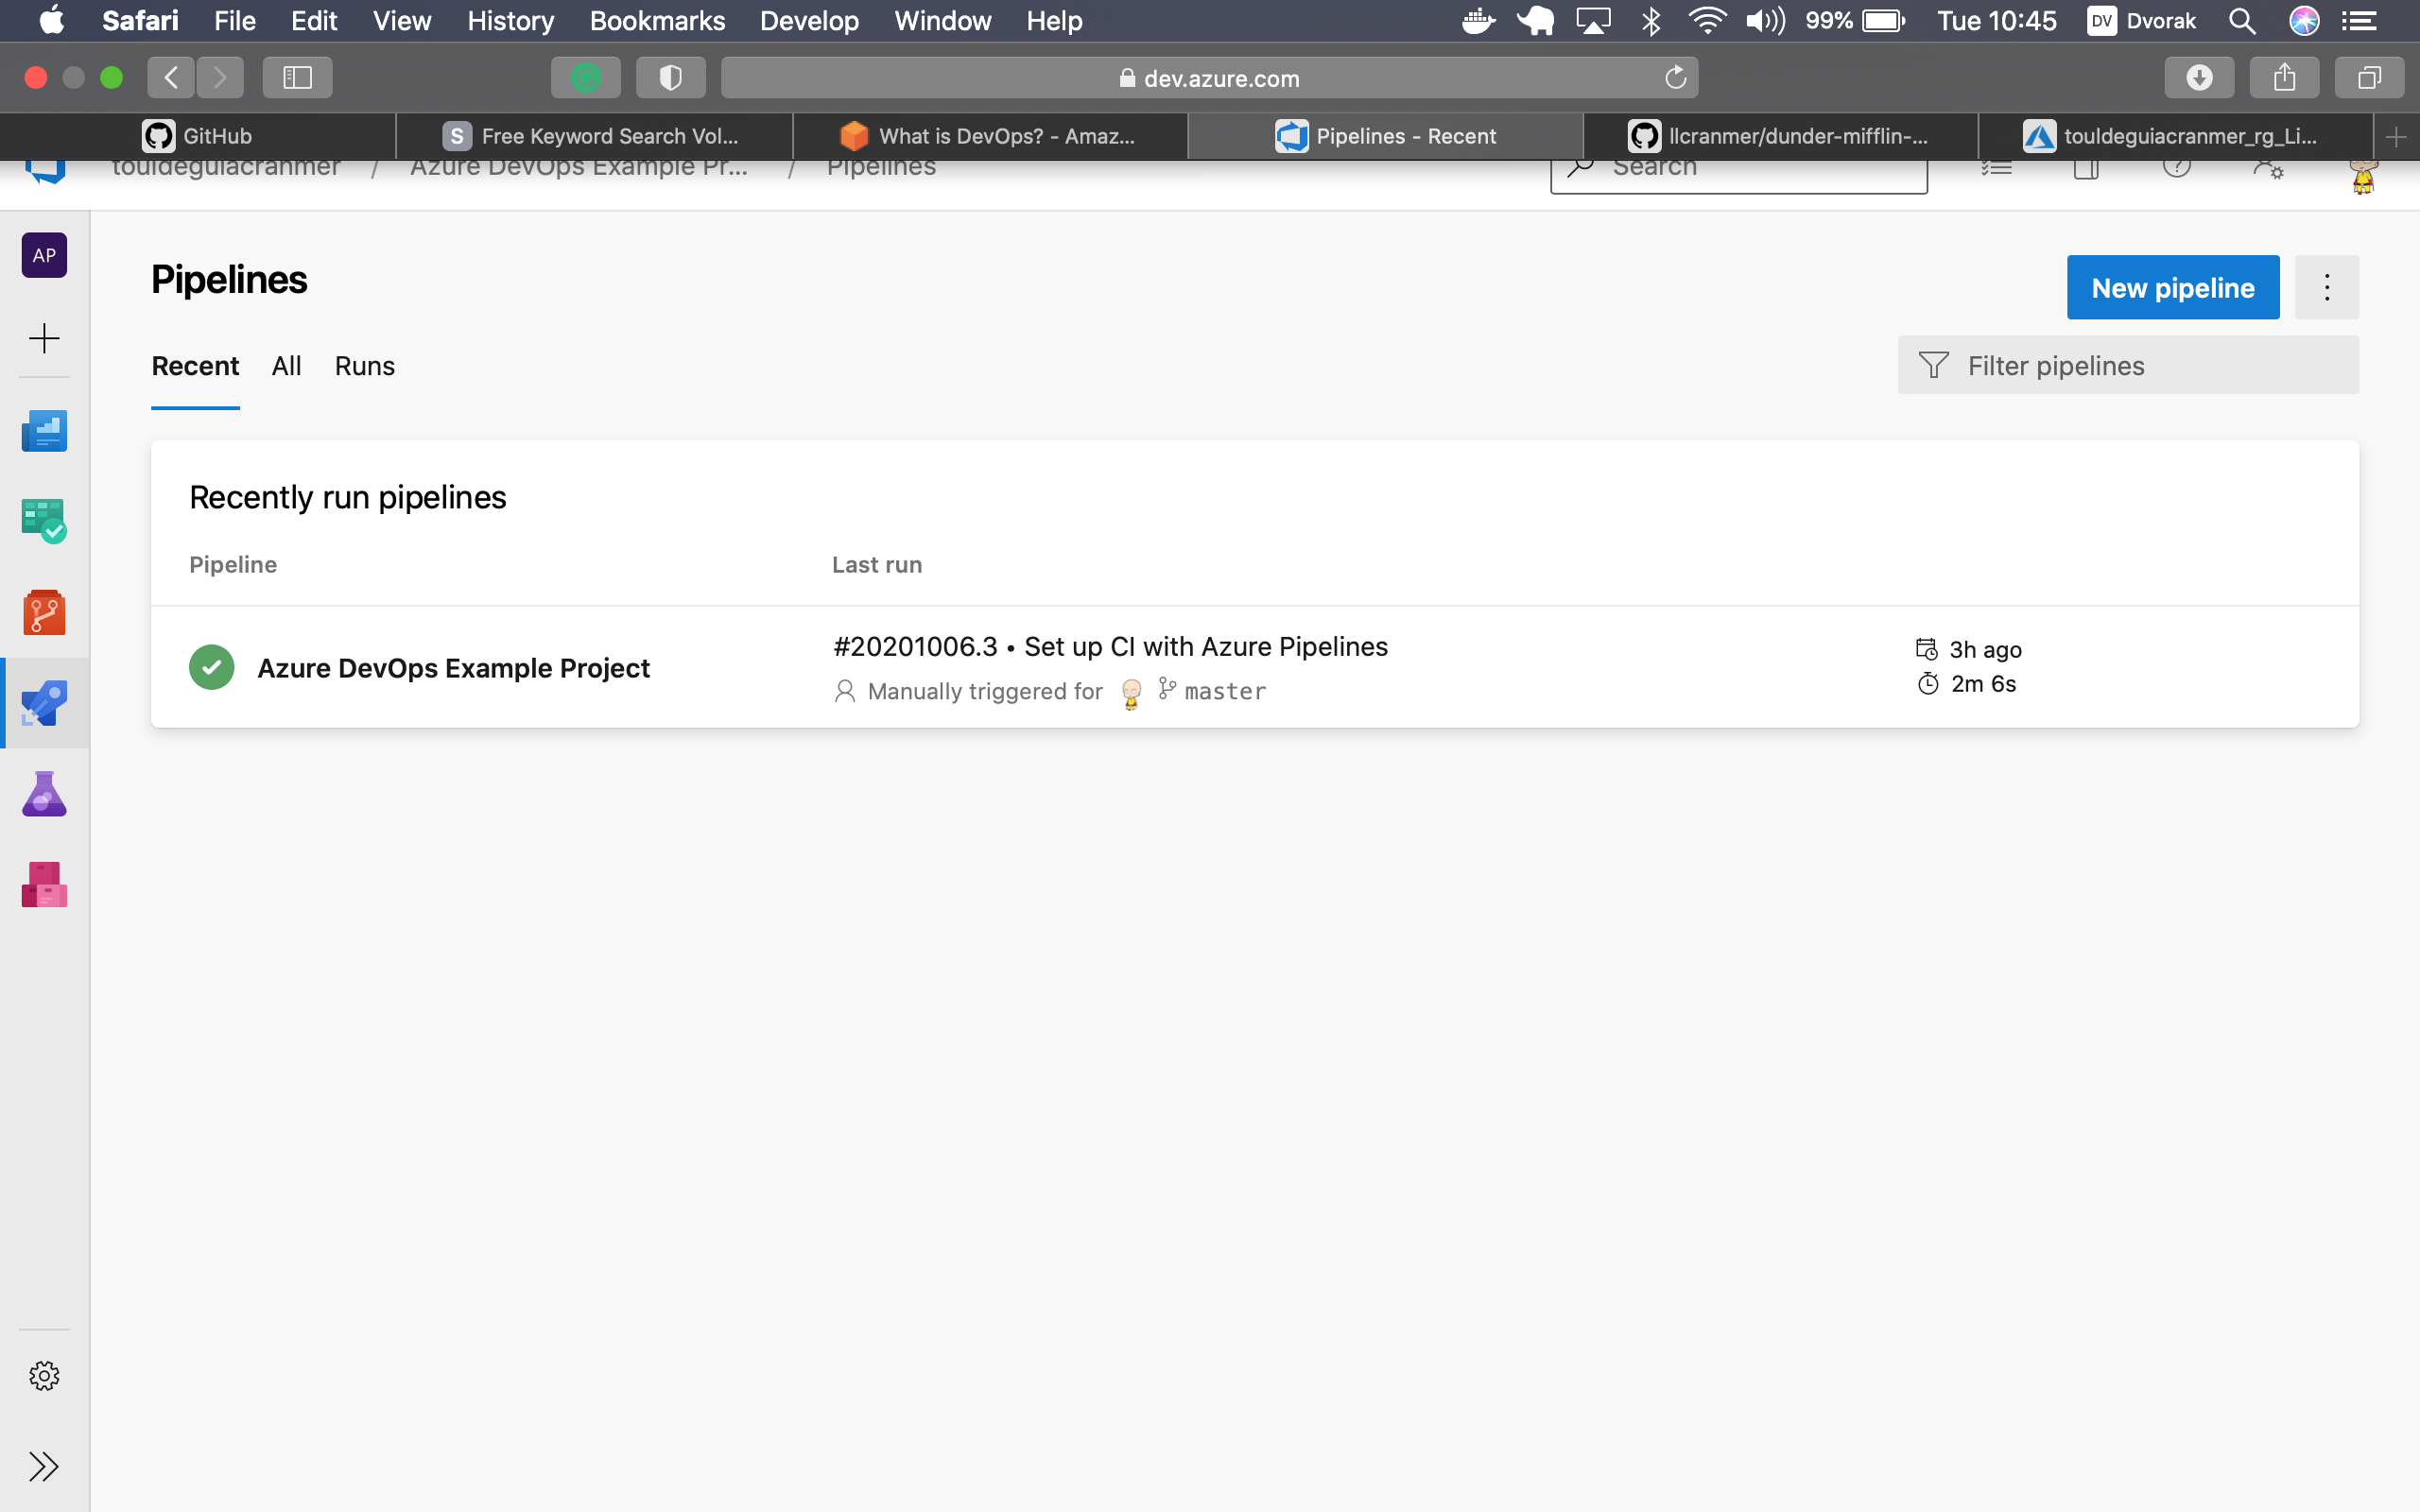 Safari File Edit View History Bookmarks Develop Window Help 99% Tue 10:45 DV Dvorak
dev.azure.com
GitHub
S Free Keyword Search Vol...
What is DevOps? - Amaz...
Pipelines - Recent
llcranmer/dunder-mifflin-...
touldeguiacranmer_rg_Li...
touldeguiacranmer / Azure DevOps Example Pr... / Pipelines
Search
AP
Pipelines
New pipeline
Recent All Runs
Filter pipelines
Recently run pipelines
Pipeline Last run
Azure DevOps Example Project
#20201006.3 • Set up CI with Azure Pipelines
Manually triggered for master
3h ago
2m 6s